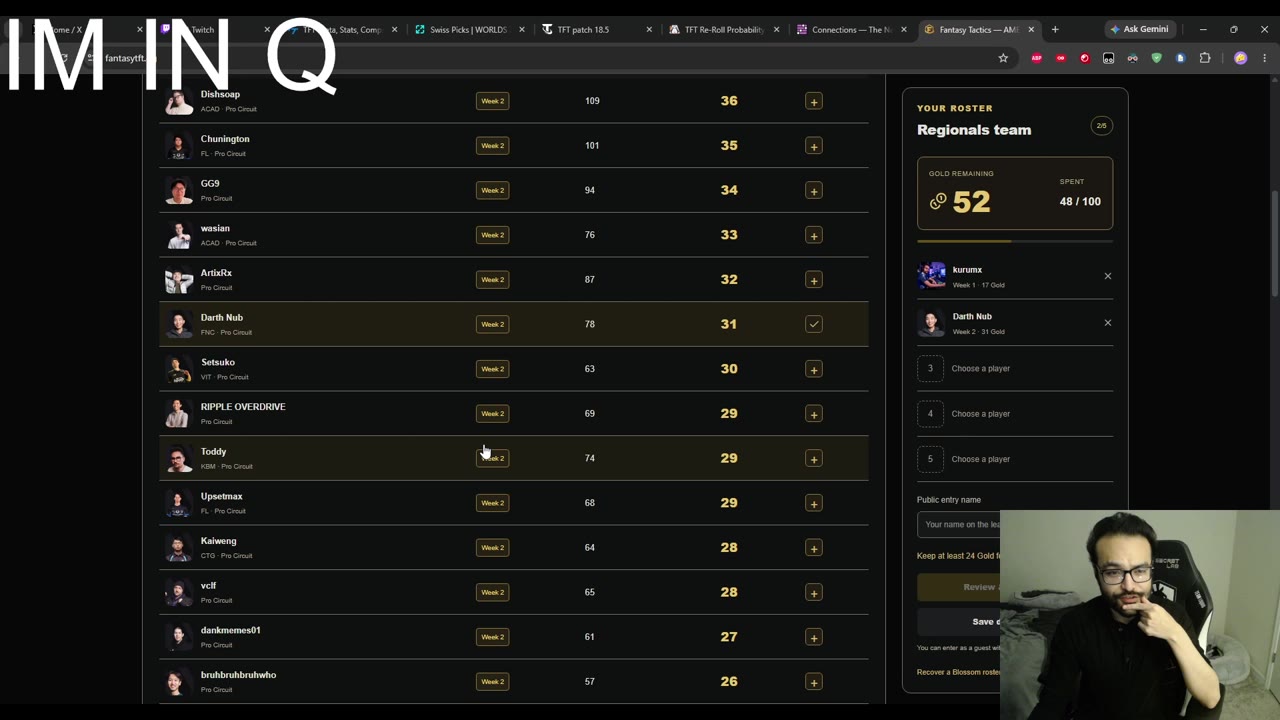 IM IN Q
ome / X
Twitch
Swiss Picks | WORLDS
TFT patch 18.5
TFT Re-Roll Probability
Connections — The N
Fantasy Tactics — AM
Ask Gemini
fantasytft.
Dishsoap
ACAD · Pro Circuit
Week 2
109
36
Chunington
FL · Pro Circuit
Week 2
101
35
GG9
Pro Circuit
Week 2
94
34
wasian
ACAD · Pro Circuit
Week 2
76
33
ArtixRx
Pro Circuit
Week 2
87
32
Darth Nub
FNC · Pro Circuit
Week 2
78
31
Setsuko
VIT · Pro Circuit
Week 2
63
30
RIPPLE OVERDRIVE
Pro Circuit
Week 2
69
29
Toddy
KBM · Pro Circuit
74
29
Upsetmax
FL · Pro Circuit
Week 2
68
29
Kaiweng
CTG · Pro Circuit
Week 2
64
28
vclf
Pro Circuit
Week 2
65
28
dankmemes01
Pro Circuit
Week 2
61
27
bruhbruhbruhwho
Pro Circuit
Week 2
57
26
YOUR ROSTER
Regionals team
2/5
GOLD REMAINING
52
SPENT
48 / 100
kurumx
Week 1 · 17 Gold
Darth Nub
Week 2 · 31 Gold
3
Choose a player
4
Choose a player
5
Choose a player
Public entry name
Your name on the lea
Keep at least 24 Gold f
Review
Save d
You can enter as a guest wit
Recover a Blossom roste